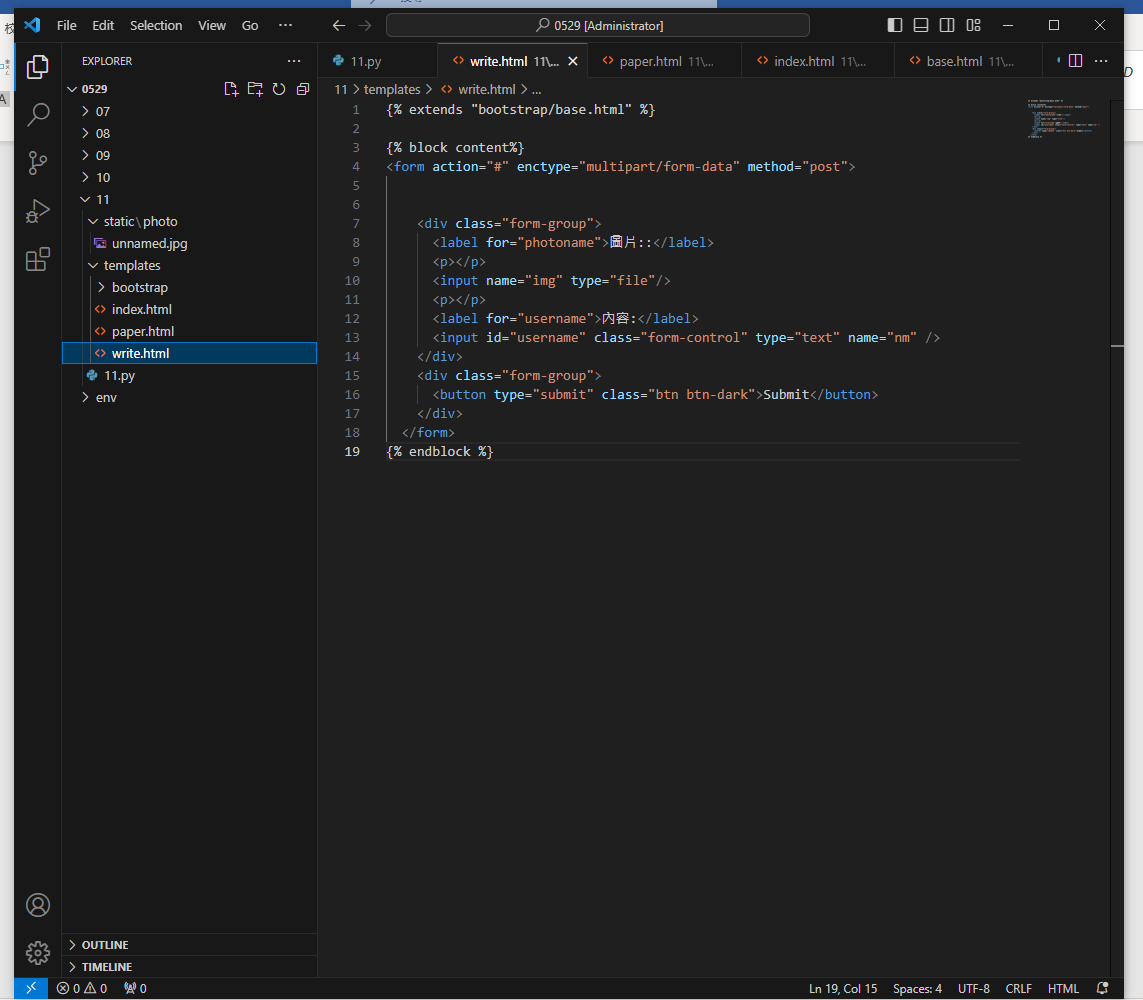 File Edit Selection View Go ···
0529 [Administrator]
EXPLORER
0529
07
08
09
10
11
static\photo
unnamed.jpg
templates
bootstrap
index.html
paper.html
write.html
11.py
env
OUTLINE
TIMELINE
11.py
write.html 11\...
paper.html 11\...
index.html 11\...
base.html 11\...
11 > templates > write.html > ...
1 {% extends "bootstrap/base.html" %}
2
3 {% block content%}
4 <form action="#" enctype="multipart/form-data" method="post">
5
6
7 <div class="form-group">
8 <label for="photoname">圖片::</label>
9 <p></p>
10 <input name="img" type="file"/>
11 <p></p>
12 <label for="username">內容:</label>
13 <input id="username" class="form-control" type="text" name="nm" />
14 </div>
15 <div class="form-group">
16 <button type="submit" class="btn btn-dark">Submit</button>
17 </div>
18 </form>
19 {% endblock %}
0 0 0
Ln 19, Col 15 Spaces: 4 UTF-8 CRLF HTML